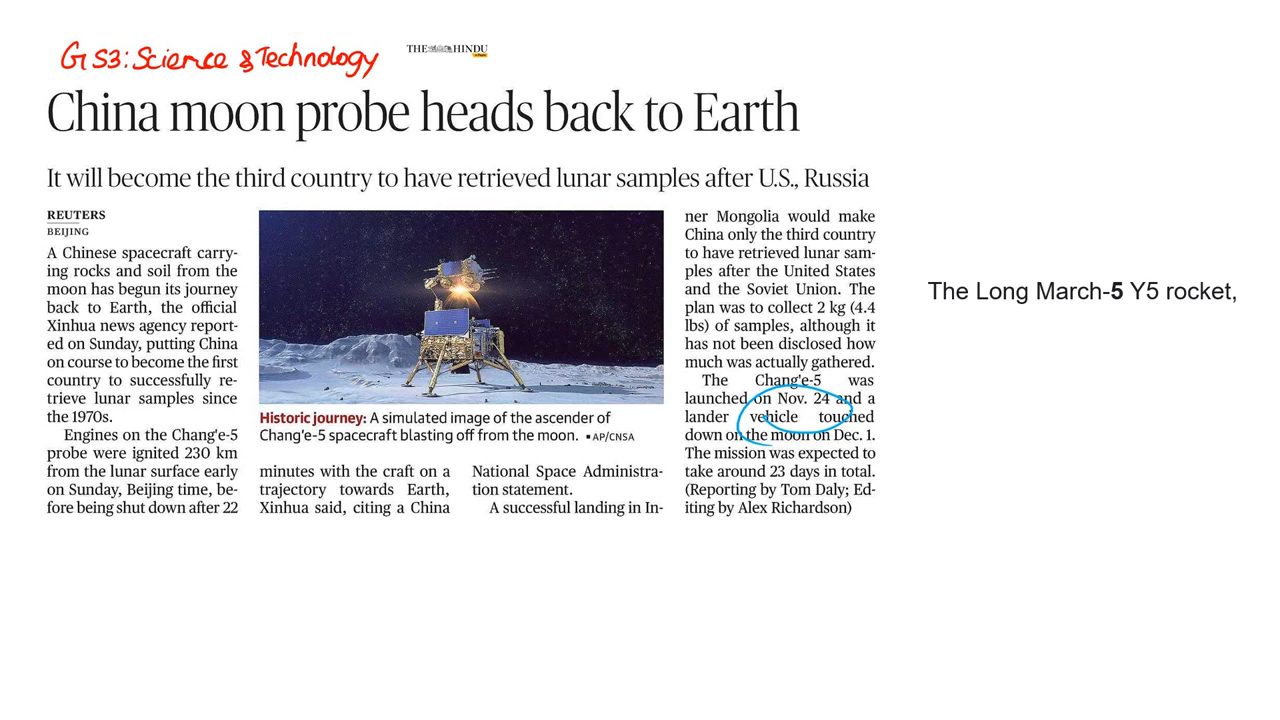 GS3: Science & Technology
THE HINDU
China moon probe heads back to Earth
It will become the third country to have retrieved lunar samples after U.S., Russia
REUTERS
BEIJING
A Chinese spacecraft carry-
ing rocks and soil from the
moon has begun its journey
back to Earth, the official
Xinhua news agency report-
ed on Sunday, putting China
on course to become the first
country to successfully re-
trieve lunar samples since
the 1970s.
Engines on the Chang'e-5
probe were ignited 230 km
from the lunar surface early
on Sunday, Beijing time, be-
fore being shut down after 22
Historic journey: A simulated image of the ascender of
Chang'e-5 spacecraft blasting off from the moon. ▪ AP/CNSA
minutes with the craft on a
trajectory towards Earth,
Xinhua said, citing a China
National Space Administra-
tion statement.
A successful landing in In-
ner Mongolia would make
China only the third country
to have retrieved lunar sam-
ples after the United States
and the Soviet Union. The
plan was to collect 2 kg (4.4
lbs) of samples, although it
has not been disclosed how
much was actually gathered.
The Chang'e-5 was
launched on Nov. 24 and a
lander vehicle touched
down on the moon on Dec. 1.
The mission was expected to
take around 23 days in total.
(Reporting by Tom Daly; Ed-
iting by Alex Richardson)
The Long March-5 Y5 rocket,